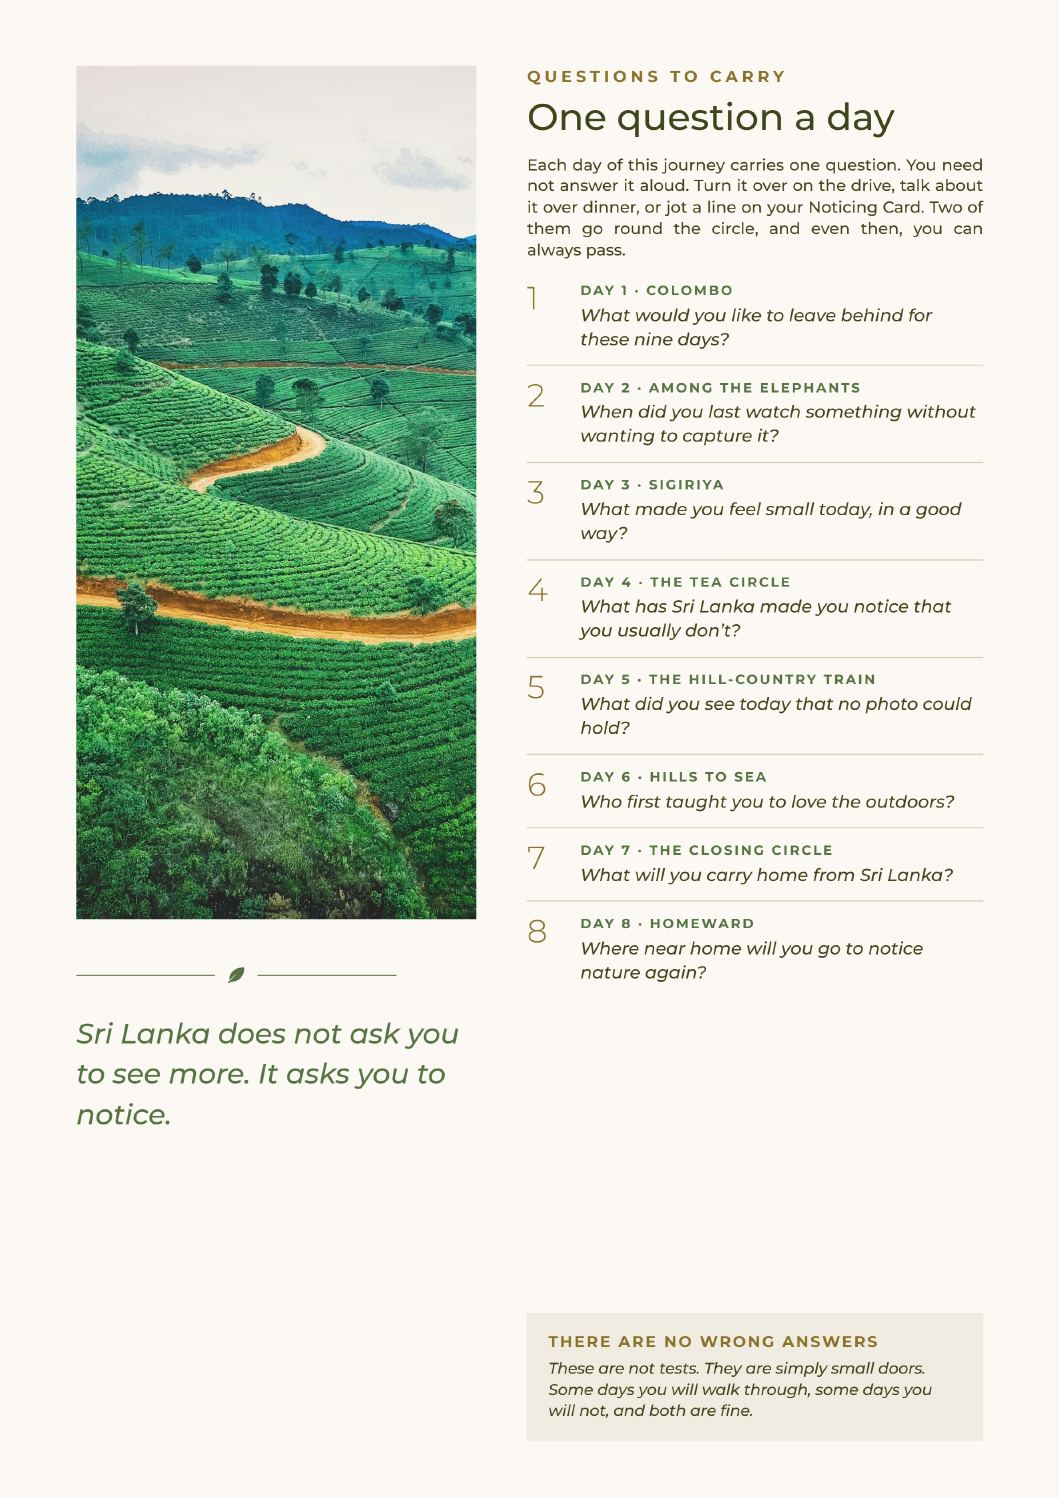 QUESTIONS TO CARRY
One question a day
Each day of this journey carries one question. You need
not answer it aloud. Turn it over on the drive, talk about
it over dinner, or jot a line on your Noticing Card. Two of
them go round the circle, and even then, you can
always pass.
1
DAY 1 · COLOMBO
What would you like to leave behind for
these nine days?
2
DAY 2 · AMONG THE ELEPHANTS
When did you last watch something without
wanting to capture it?
3
DAY 3 · SIGIRIYA
What made you feel small today, in a good
way?
4
DAY 4 · THE TEA CIRCLE
What has Sri Lanka made you notice that
you usually don’t?
5
DAY 5 · THE HILL-COUNTRY TRAIN
What did you see today that no photo could
hold?
6
DAY 6 · HILLS TO SEA
Who first taught you to love the outdoors?
7
DAY 7 · THE CLOSING CIRCLE
What will you carry home from Sri Lanka?
8
DAY 8 · HOMEWARD
Where near home will you go to notice
nature again?
Sri Lanka does not ask you
to see more. It asks you to
notice.
THERE ARE NO WRONG ANSWERS
These are not tests. They are simply small doors.
Some days you will walk through, some days you
will not, and both are fine.